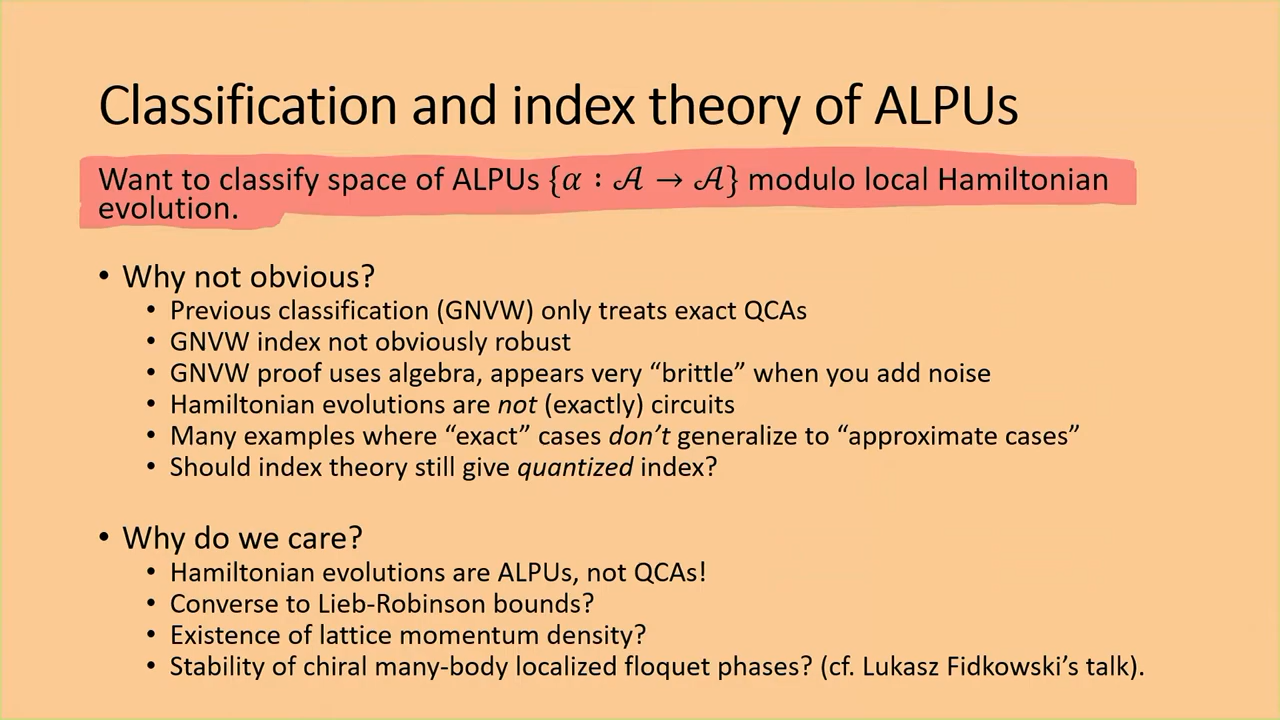 Classification and index theory of ALPUs
Want to classify space of ALPUs {𝛼 : 𝒜 → 𝒜} modulo local Hamiltonian
evolution.
• Why not obvious?
• Previous classification (GNVW) only treats exact QCAs
• GNVW index not obviously robust
• GNVW proof uses algebra, appears very “brittle” when you add noise
• Hamiltonian evolutions are not (exactly) circuits
• Many examples where “exact” cases don’t generalize to “approximate cases”
• Should index theory still give quantized index?
• Why do we care?
• Hamiltonian evolutions are ALPUs, not QCAs!
• Converse to Lieb-Robinson bounds?
• Existence of lattice momentum density?
• Stability of chiral many-body localized floquet phases? (cf. Lukasz Fidkowski’s talk).